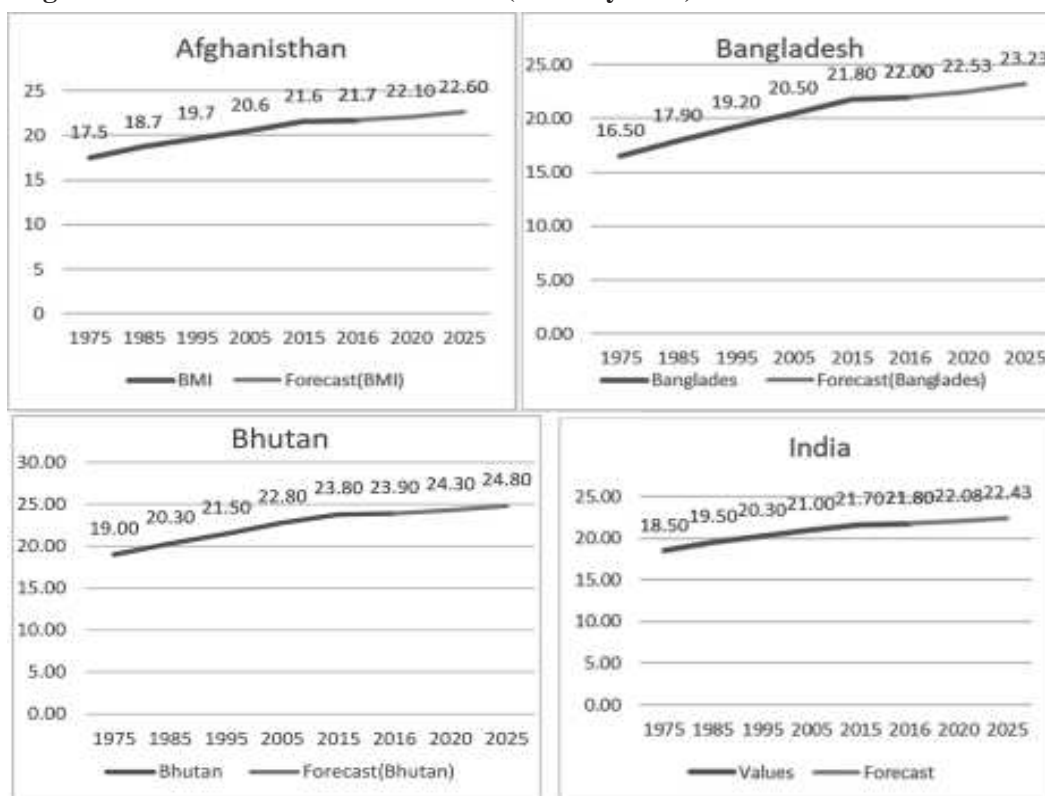 Afghanisthan
25
20
15
10
5
0
17.5 18.7 19.7 20.6 21.6 21.7 22.10 22.60
1975 1985 1995 2005 2015 2016 2020 2025
BMI Forecast(BMI)
Bangladesh
25.00
20.00
15.00
10.00
5.00
0.00
16.50 17.90 19.20 20.50 21.80 22.00 22.53 23.23
1975 1985 1995 2005 2015 2016 2020 2025
Banglades Forecast(Banglades)
Bhutan
30.00
25.00
20.00
15.00
10.00
5.00
0.00
19.00 20.30 21.50 22.80 23.80 23.90 24.30 24.80
1975 1985 1995 2005 2015 2016 2020 2025
Bhutan Forecast(Bhutan)
India
25.00
20.00
15.00
10.00
5.00
0.00
18.50 19.50 20.30 21.00 21.70 21.80 22.08 22.43
1975 1985 1995 2005 2015 2016 2020 2025
Values Forecast